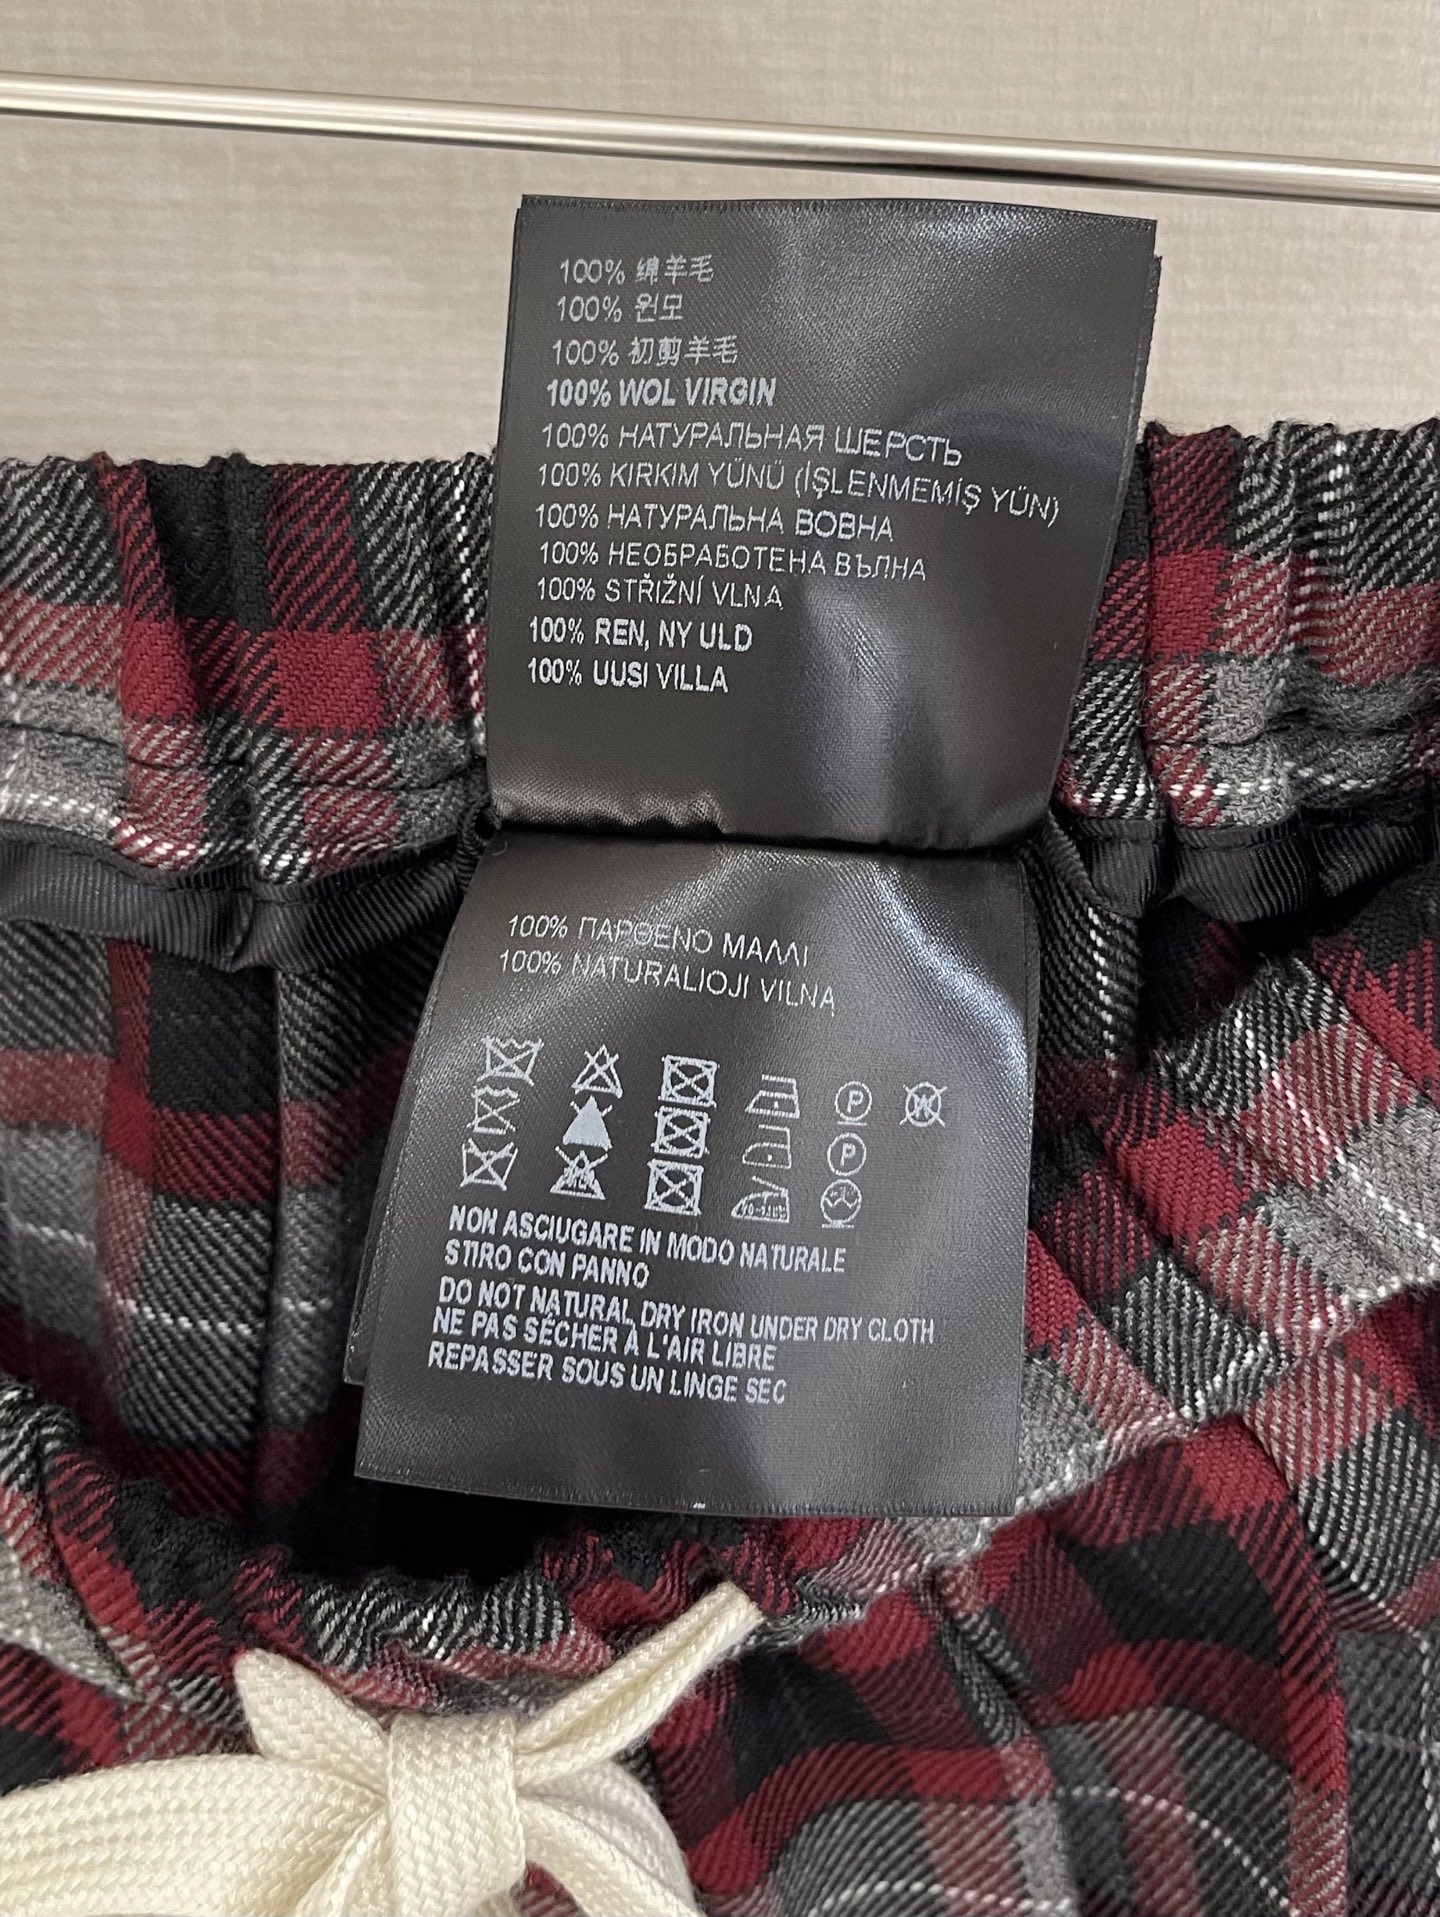 100% 绵羊毛
100% 원모
100% 初剪羊毛
100% WOL VIRGIN
100% НАТУРАЛЬНАЯ ШЕРСТЬ
100% KIRKIM YÜNÜ (İŞLENMEMİŞ YÜN)
100% НАТУРАЛЬНА ВОВНА
100% НЕОБРАБОТЕНА ВЪЛНА
100% STŘIŽNÍ VLNA
100% REN, NY ULD
100% UUSI VILLA
100% ΠΑΡΘΕΝΟ ΜΑΛΛΙ
100% NATURALIOJI VILNA
P W
P
NON ASCIUGARE IN MODO NATURALE
STIRO CON PANNO
DO NOT NATURAL DRY IRON UNDER DRY CLOTH
NE PAS SÉCHER À L'AIR LIBRE
REPASSER SOUS UN LINGE SEC